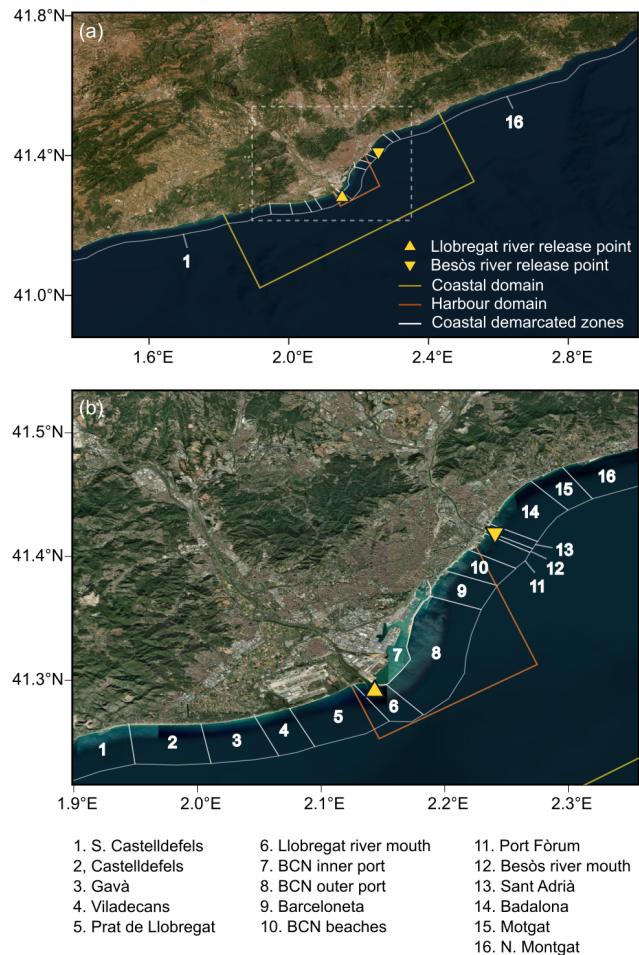 (a)
41.8°N
41.4°N
41.0°N
16
1
Llobregat river release point
Besòs river release point
Coastal domain
Harbour domain
Coastal demarcated zones
1.6°E 2.0°E 2.4°E 2.8°E
(b)
41.5°N
41.4°N
41.3°N
16
15
14
13
12
11
10
9
8
7
6
5
4
3
2
1
1.9°E 2.0°E 2.1°E 2.2°E 2.3°E
1. S. Castelldefels
2, Castelldefels
3. Gavà
4. Viladecans
5. Prat de Llobregat
6. Llobregat river mouth
7. BCN inner port
8. BCN outer port
9. Barceloneta
10. BCN beaches
11. Port Fòrum
12. Besòs river mouth
13. Sant Adrià
14. Badalona
15. Motgat
16. N. Montgat